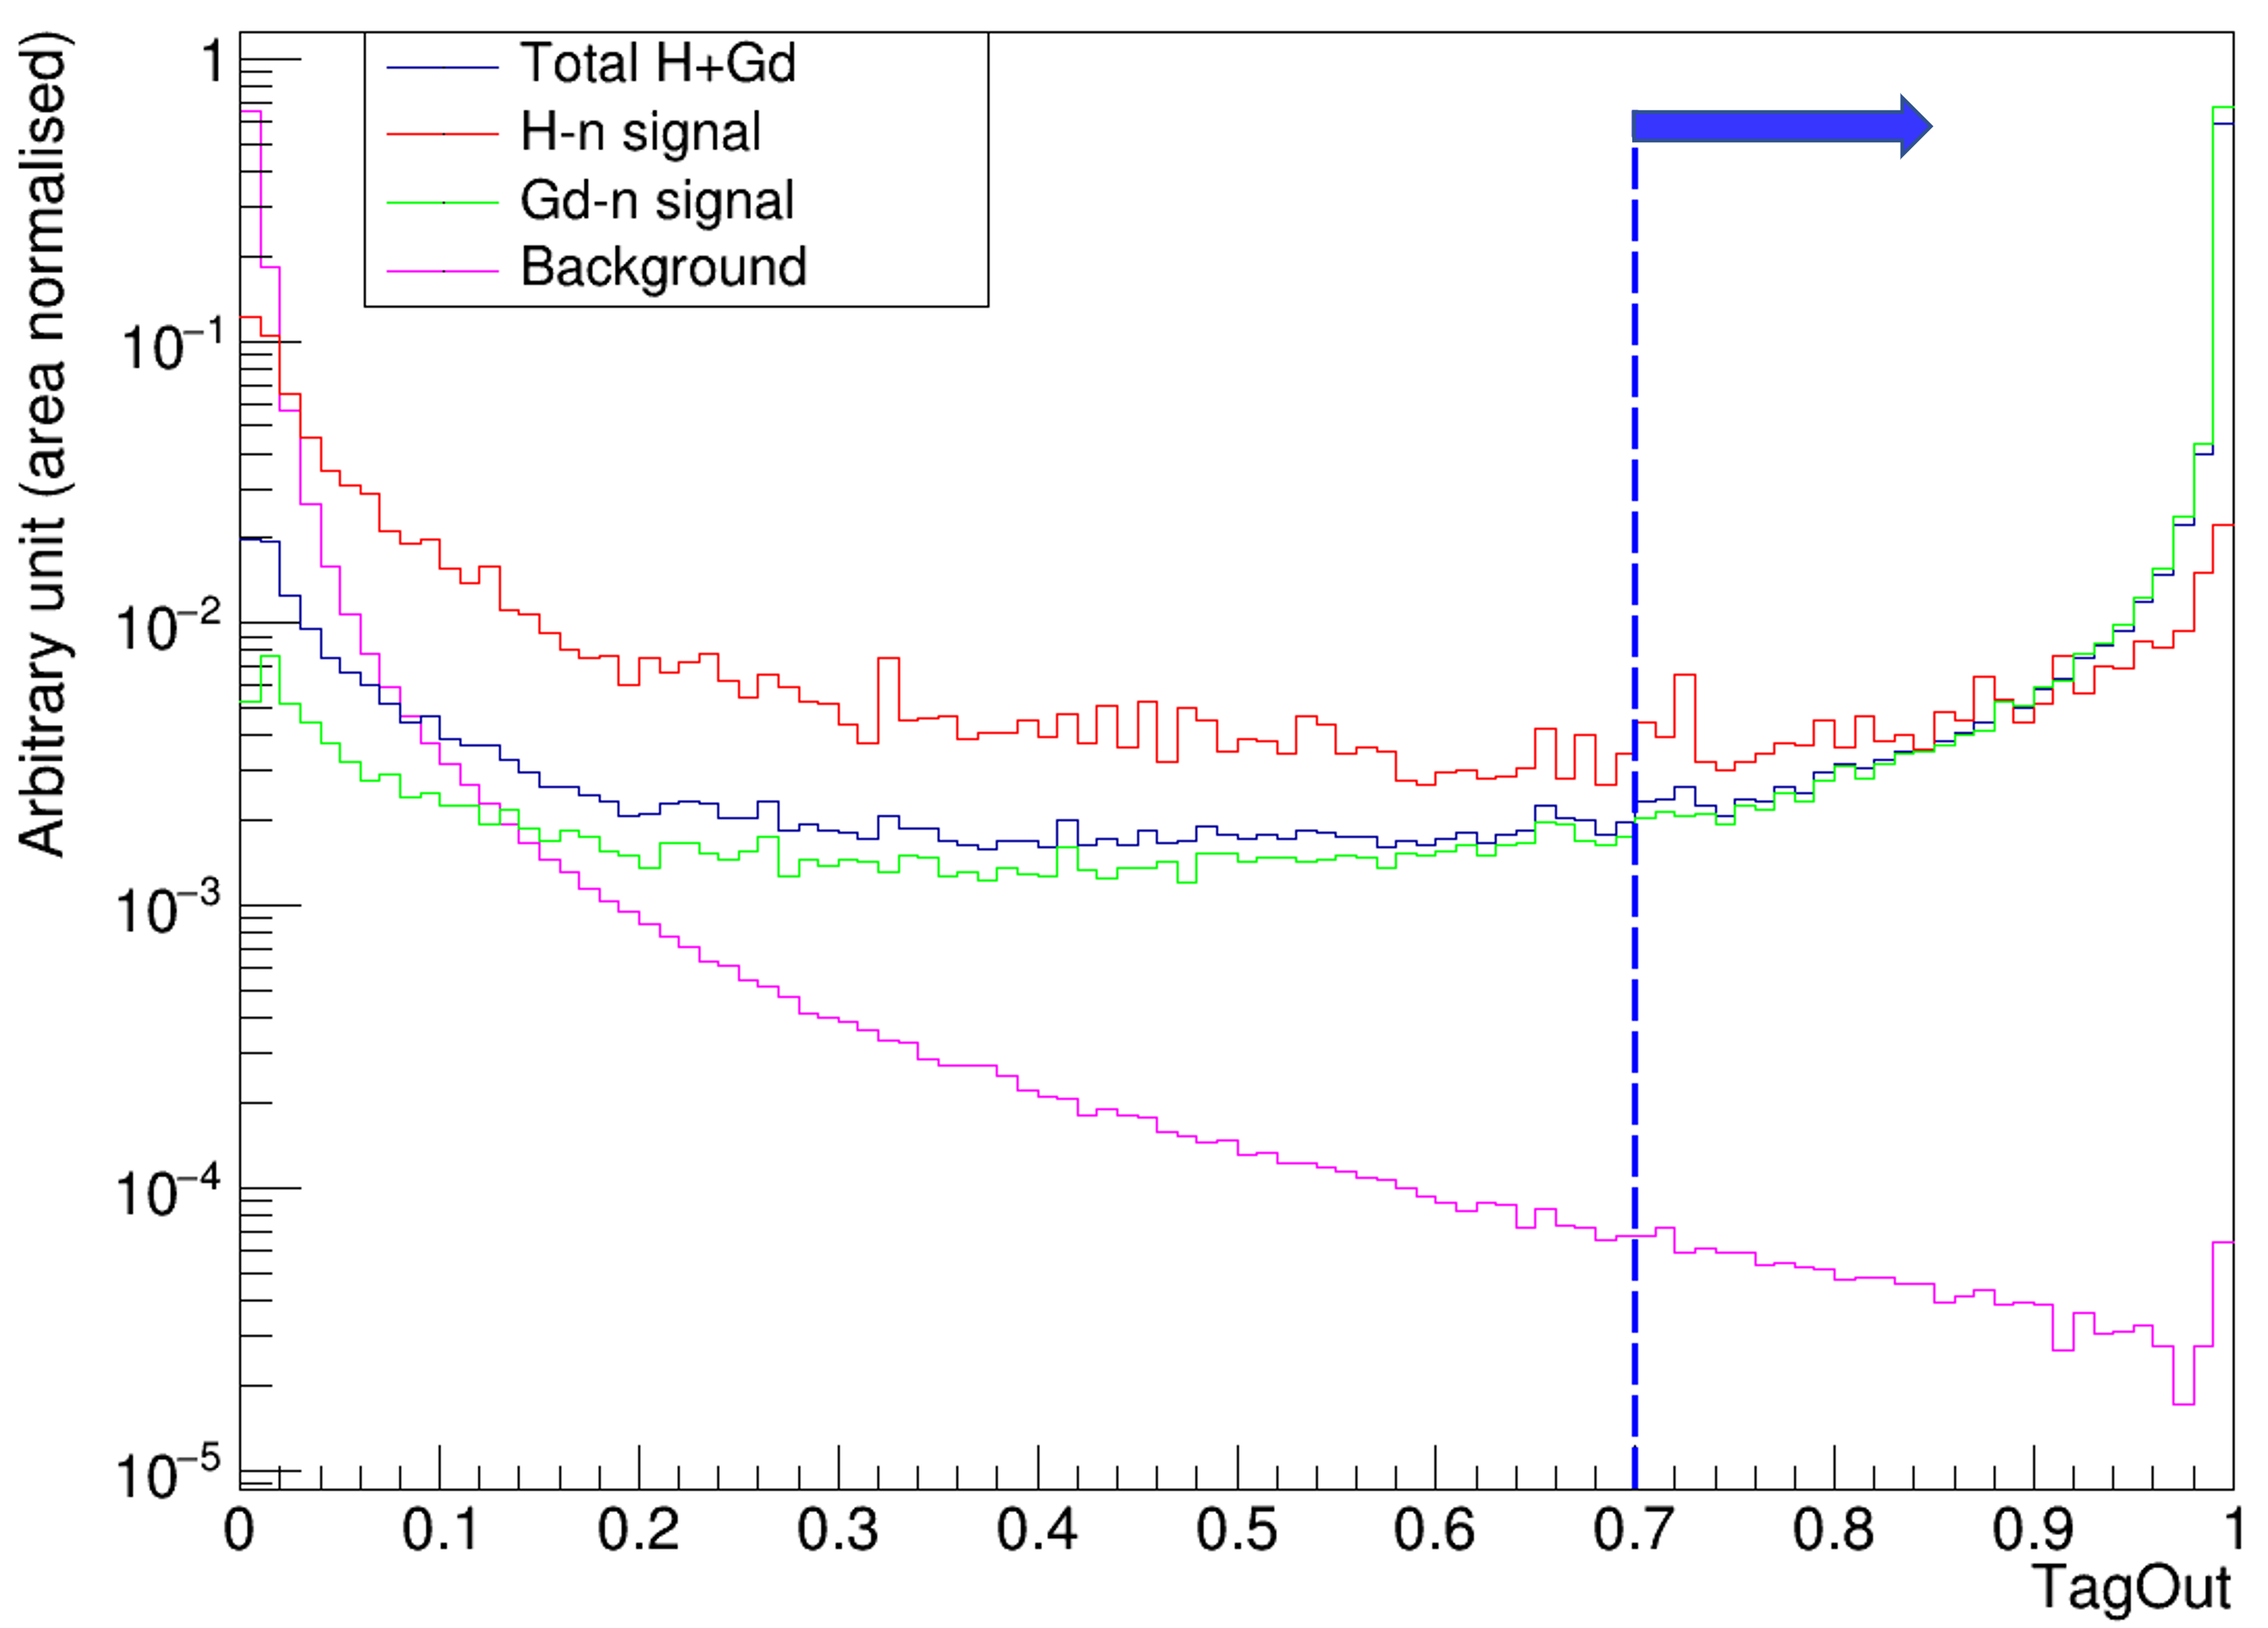 Arbitrary unit (area normalised)
1
10⁻¹
10⁻²
10⁻³
10⁻⁴
10⁻⁵
Total H+Gd
H-n signal
Gd-n signal
Background
0 0.1 0.2 0.3 0.4 0.5 0.6 0.7 0.8 0.9 1
TagOut